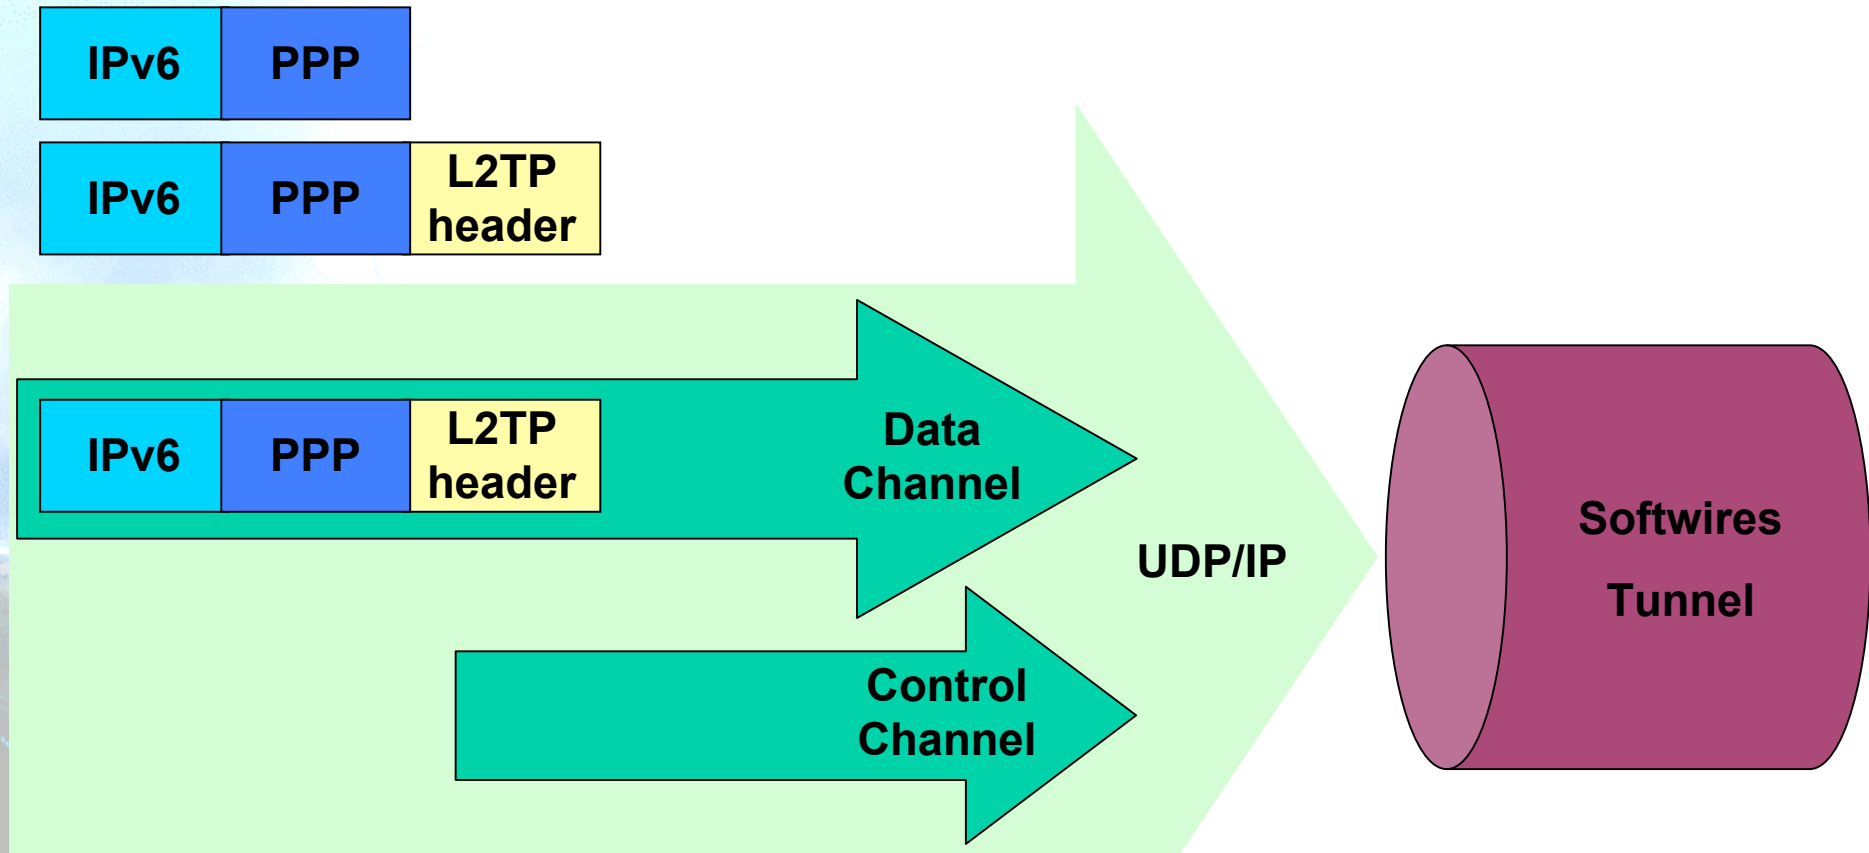 IPv6 PPP
IPv6 PPP L2TP
header
IPv6 PPP L2TP
header
Data
Channel
UDP/IP
Control
Channel
Softwires
Tunnel